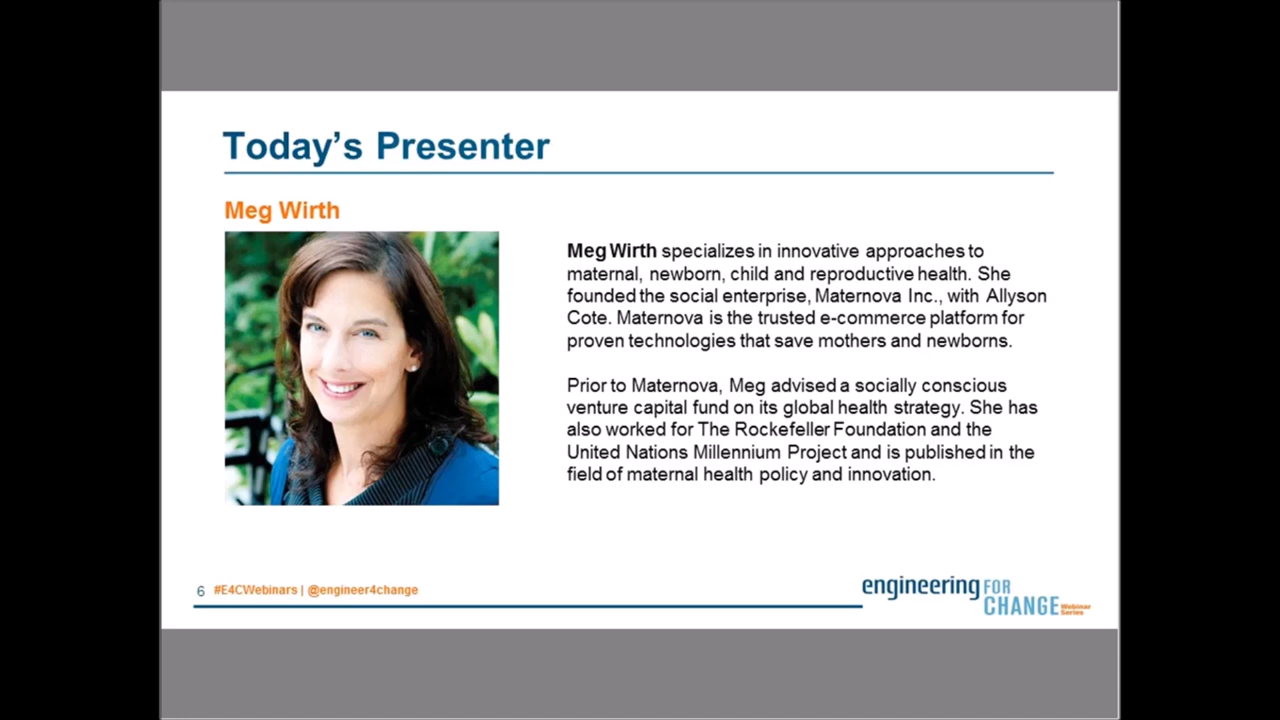 Today's Presenter
Meg Wirth
Meg Wirth specializes in innovative approaches to
maternal, newborn, child and reproductive health. She
founded the social enterprise, Maternova Inc., with Allyson
Cote. Maternova is the trusted e-commerce platform for
proven technologies that save mothers and newborns.
Prior to Maternova, Meg advised a socially conscious
venture capital fund on its global health strategy. She has
also worked for The Rockefeller Foundation and the
United Nations Millennium Project and is published in the
field of maternal health policy and innovation.
6 #E4CWebinars | @engineer4change
engineering FOR
CHANGE Webinar
Series